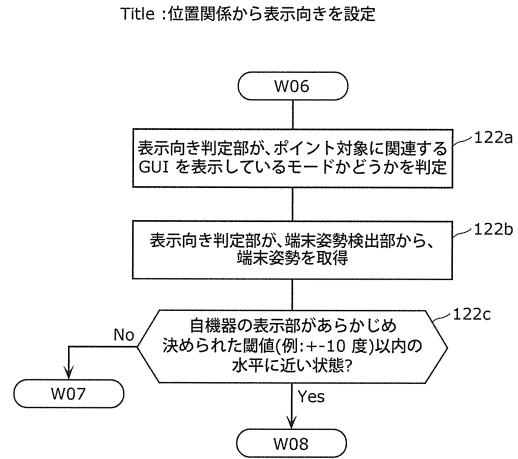 Title :位置関係から表示向きを設定
W06
122a
表示向き判定部が、ポイント対象に関連する
GUI を表示しているモードかどうかを判定
122b
表示向き判定部が、端末姿勢検出部から、
端末姿勢を取得
122c
自機器の表示部があらかじめ
決められた閾値(例:+-10 度)以内の
水平に近い状態?
No
W07
Yes
W08